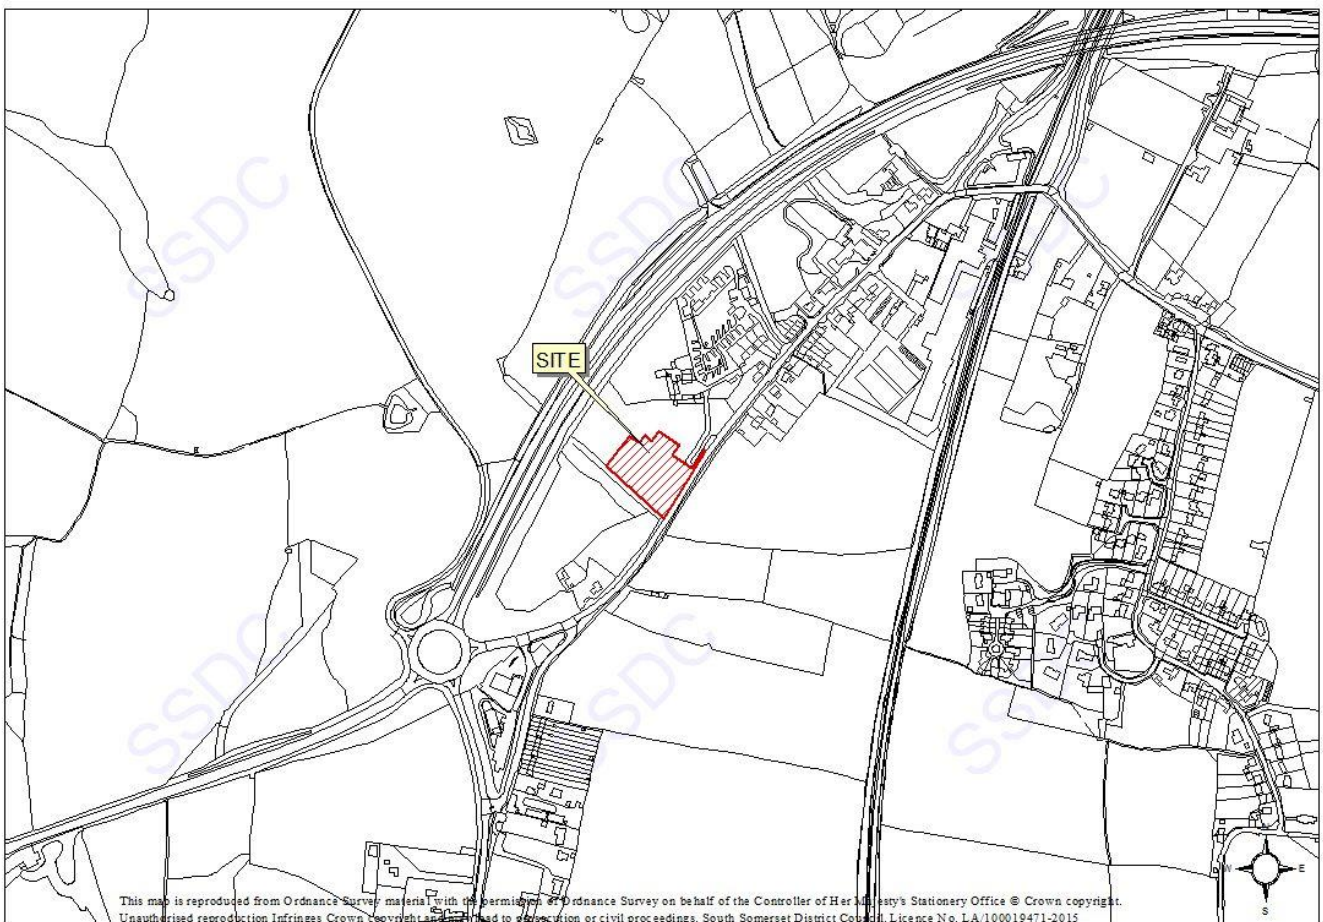 SSDC
SSDC
SSDC
SITE
SSDC
SSDC
SSDC
W E
S
This map is reproduced from Ordnance Survey material with the permission of Ordnance Survey on behalf of the Controller of Her Majesty's Stationery Office © Crown copyright.
Unauthorised reproduction infringes Crown copyright and may lead to prosecution or civil proceedings. South Somerset District Council, Licence No. LA/100019471-2015